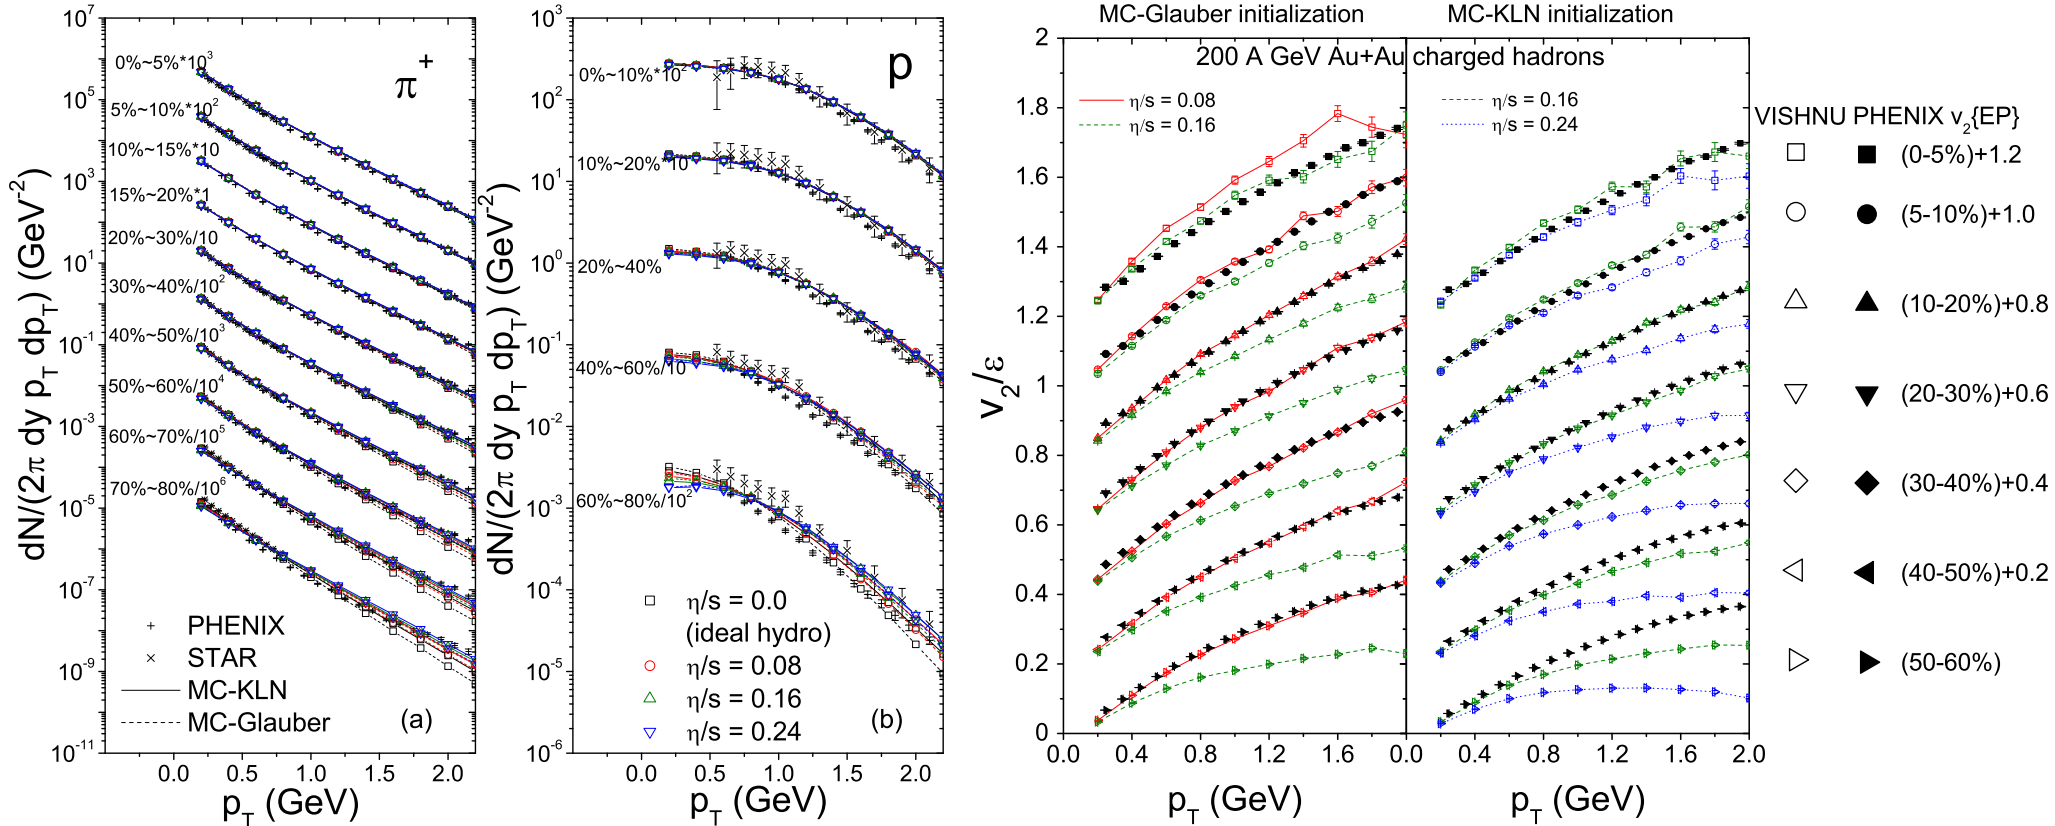 10^7
10^5
10^3
10^1
10^-1
10^-3
10^-5
10^-7
10^-9
10^-11
dN/(2π dy p_T dp_T) (GeV^-2)
π^+
0%~5%*10^3
5%~10%*10^2
10%~15%*10
15%~20%*1
20%~30%/10
30%~40%/10^2
40%~50%/10^3
50%~60%/10^4
60%~70%/10^5
70%~80%/10^6
PHENIX
STAR
MC-KLN
MC-Glauber
(a)
0.0 0.5 1.0 1.5 2.0
p_T (GeV)
10^3
10^2
10^1
10^0
10^-1
10^-2
10^-3
10^-4
10^-5
10^-6
dN/(2π dy p_T dp_T) (GeV^-2)
p
0%~10%*10^2
10%~20%*10
20%~40%
40%~60%/10
60%~80%/10^2
η/s = 0.0
(ideal hydro)
η/s = 0.08
η/s = 0.16
η/s = 0.24
(b)
0.0 0.5 1.0 1.5 2.0
p_T (GeV)
MC-Glauber initialization MC-KLN initialization
200 A GeV Au+Au charged hadrons
2
1.8
1.6
1.4
1.2
1
0.8
0.6
0.4
0.2
0
v_2/ε
η/s = 0.08
η/s = 0.16
η/s = 0.16
η/s = 0.24
0.0 0.4 0.8 1.2 1.6 0.0 0.4 0.8 1.2 1.6 2.0
p_T (GeV) p_T (GeV)
VISHNU PHENIX v_2{EP}
(0-5%)+1.2
(5-10%)+1.0
(10-20%)+0.8
(20-30%)+0.6
(30-40%)+0.4
(40-50%)+0.2
(50-60%)